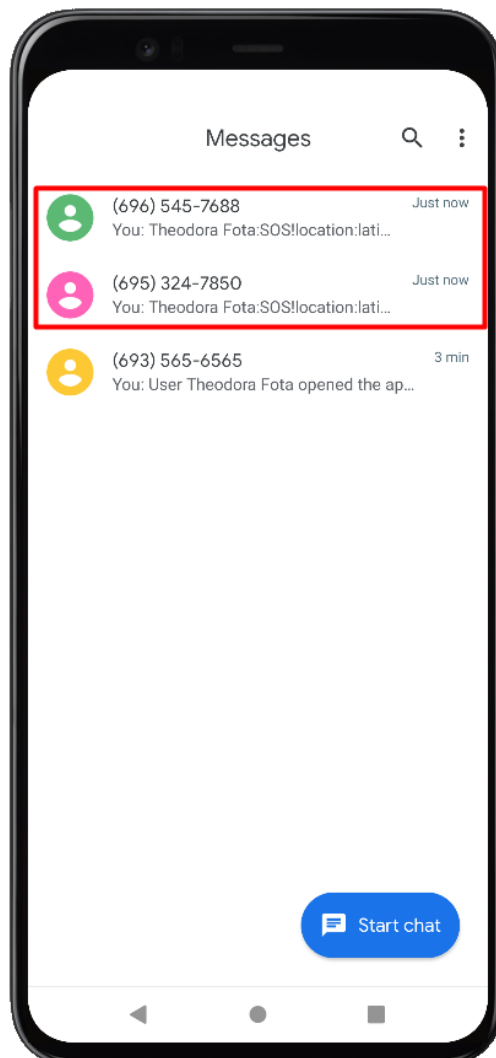 Messages
(696) 545-7688
Just now
You: Theodora Fota:SOS!location:lati...
(695) 324-7850
Just now
You: Theodora Fota:SOS!location:lati...
(693) 565-6565
3 min
You: User Theodora Fota opened the ap...
Start chat